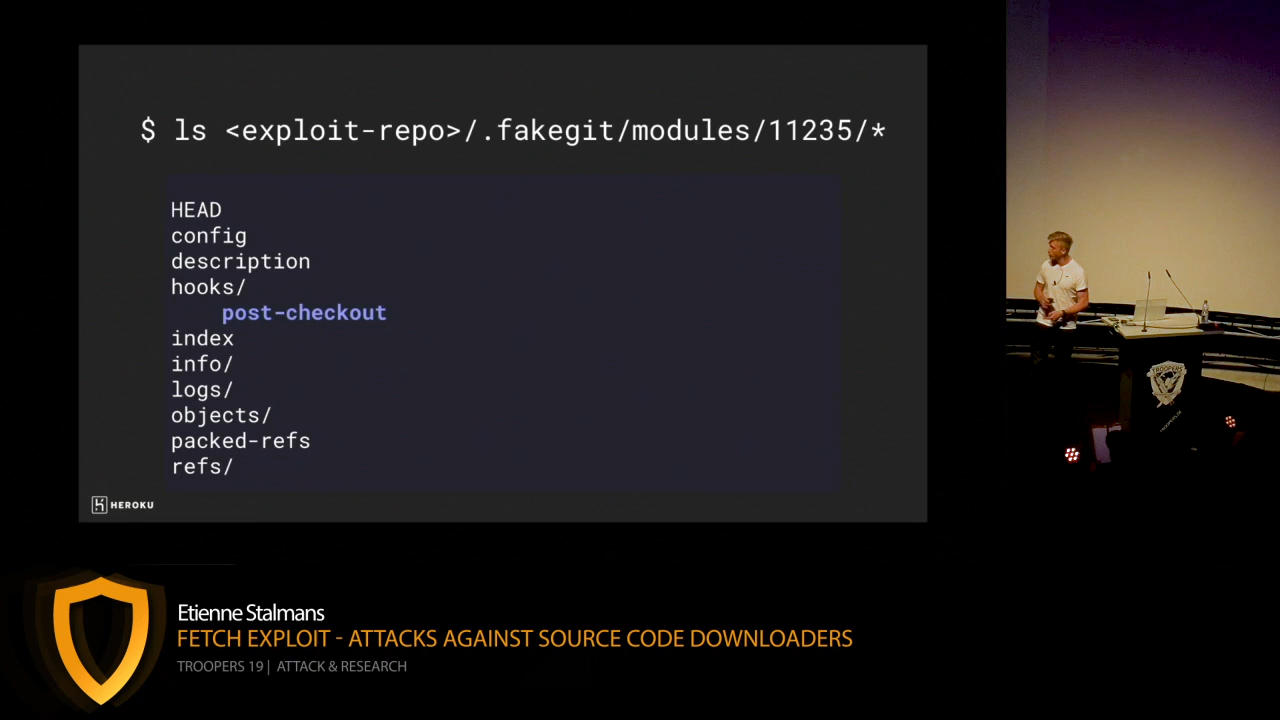 $ ls <exploit-repo>/.fakegit/modules/11235/*
HEAD
config
description
hooks/
post-checkout
index
info/
logs/
objects/
packed-refs
refs/
HEROKU
TROOPERS
Etienne Stalmans
FETCH EXPLOIT - ATTACKS AGAINST SOURCE CODE DOWNLOADERS
TROOPERS 19 | ATTACK & RESEARCH